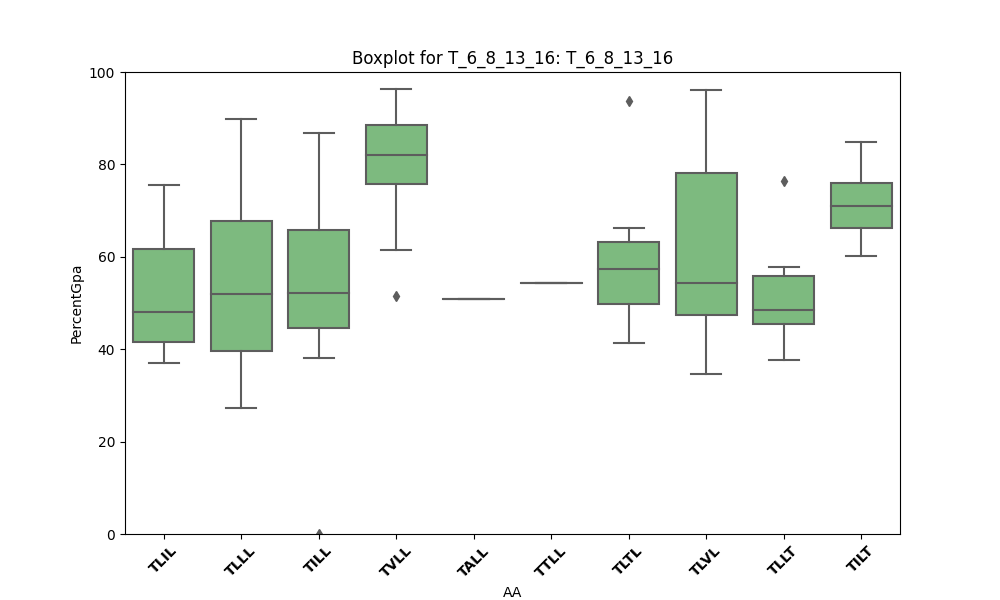 Boxplot for T_6_8_13_16: T_6_8_13_16
100
80
60
40
20
0
PercentGpa
TLIL
TLLL
TILL
TVLL
TALL
TTLL
TLTL
TLVL
TLLT
TILT
AA